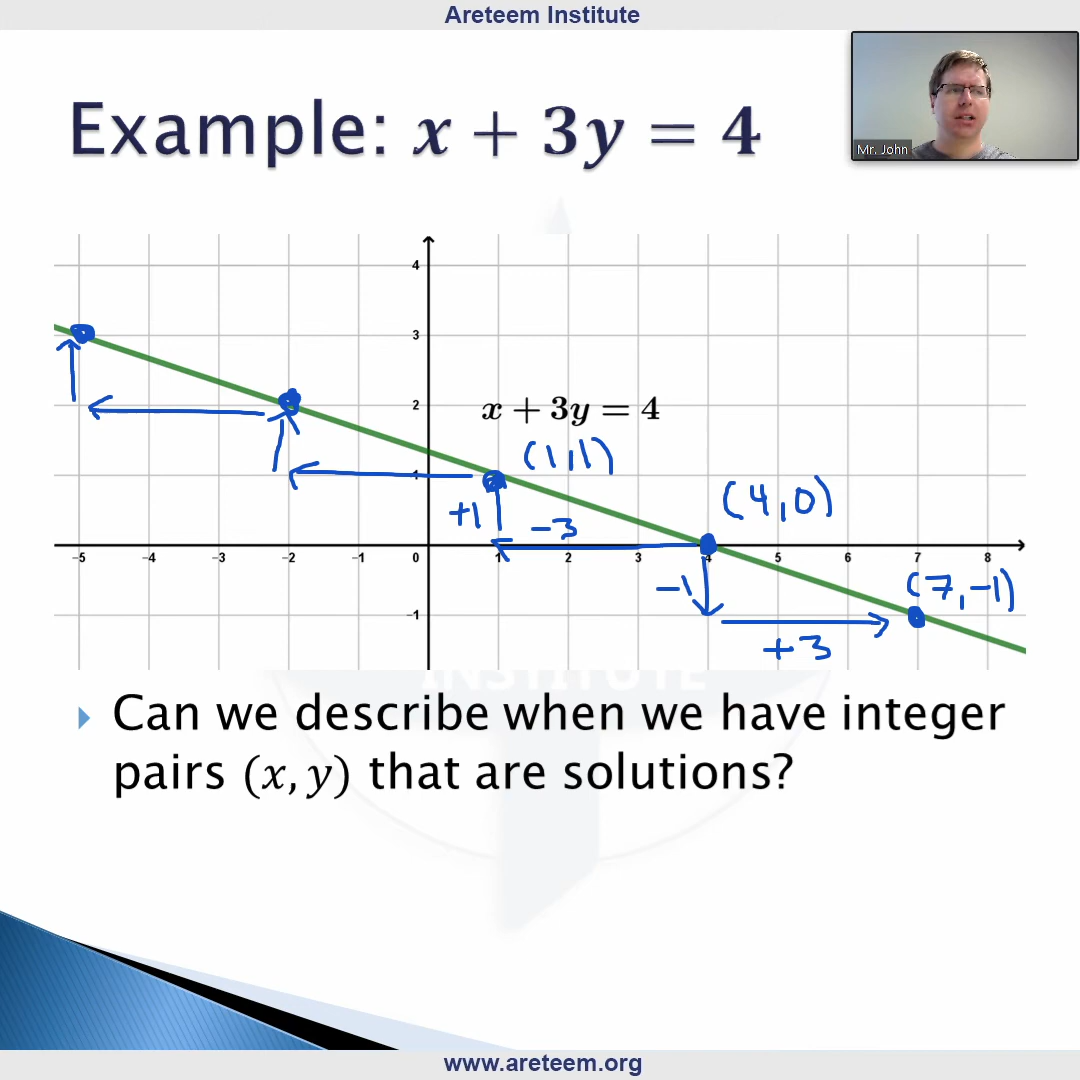 Areteem Institute
Example: x + 3y = 4
Mr. John
4
3
2
x + 3y = 4
(1,1)
1
+1
-3
(4,0)
-5 -4 -3 -2 -1 0 1 2 3 4 5 6 7 8
-1
(7,-1)
-1
+3
INSTITUTE
Can we describe when we have integer
pairs (x, y) that are solutions?
www.areteem.org